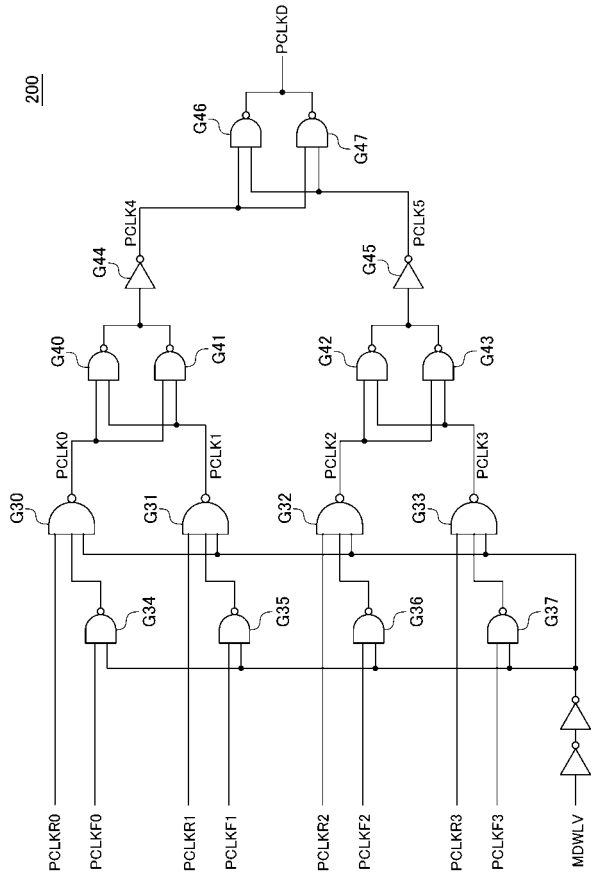 200
PCLKD
G46
G47
PCLK4
PCLK5
G44
G45
G40
G41
G42
G43
PCLK0
PCLK1
PCLK2
PCLK3
G30
G31
G32
G33
G34
G35
G36
G37
PCLKR0
PCLKF0
PCLKR1
PCLKF1
PCLKR2
PCLKF2
PCLKR3
PCLKF3
MDWLV